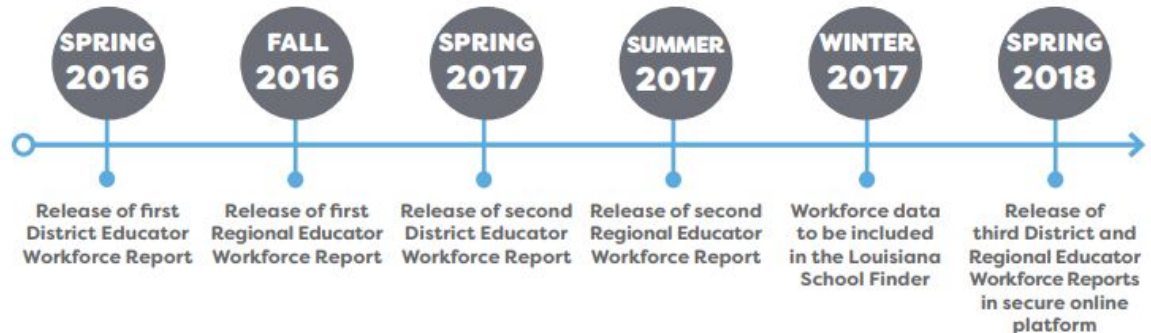 SPRING
2016
FALL
2016
SPRING
2017
SUMMER
2017
WINTER
2017
SPRING
2018
Release of first
District Educator
Workforce Report
Release of first
Regional Educator
Workforce Report
Release of second
District Educator
Workforce Report
Release of second
Regional Educator
Workforce Report
Workforce data
to be included
in the Louisiana
School Finder
Release of
third District and
Regional Educator
Workforce Reports
in secure online
platform